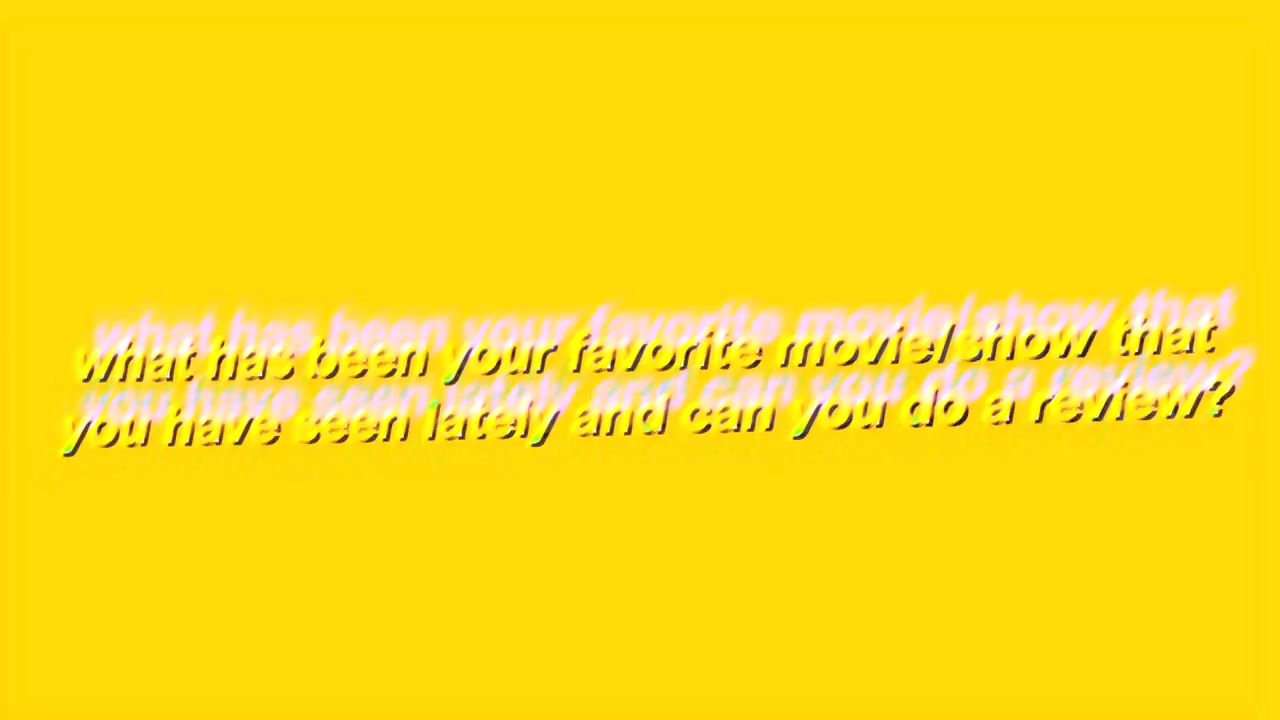 what has been your favorite movie/show that
you have seen lately and can you do a review?